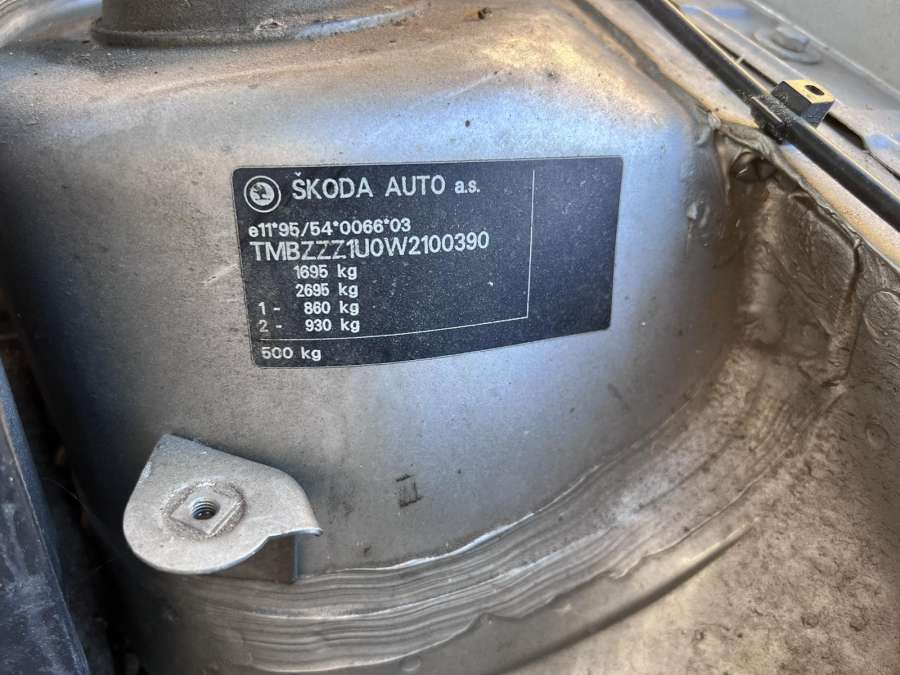 ŠKODA AUTO a.s.
e11*95/54*0066*03
TMBZZZ1U0W2100390
1695 kg
2695 kg
1 - 860 kg
2 - 930 kg
500 kg